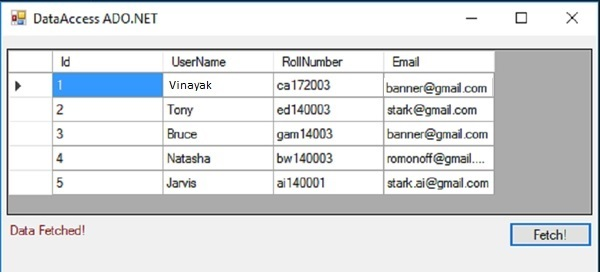 DataAccess ADO.NET
Id UserName RollNumber Email
1 Vinayak ca172003 banner@gmail.com
2 Tony ed140003 stark@gmail.com
3 Bruce gam14003 banner@gmail.com
4 Natasha bw140003 romonoff@gmail....
5 Jarvis ai140001 stark.ai@gmail.com
Data Fetched! Fetch!